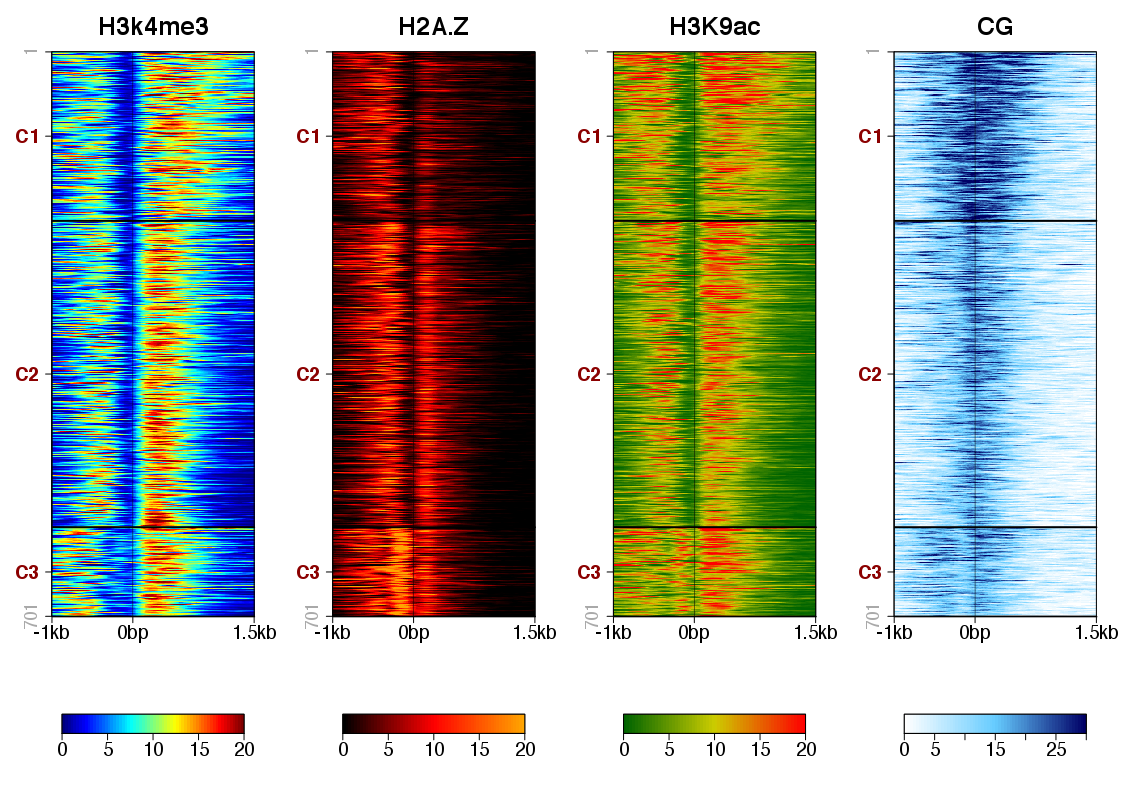 H3k4me3 H2A.Z H3K9ac CG
1 1 1 1
C1 C1 C1 C1
C2 C2 C2 C2
C3 C3 C3 C3
701 701 701 701
-1kb 0bp 1.5kb -1kb 0bp 1.5kb -1kb 0bp 1.5kb -1kb 0bp 1.5kb
0 5 10 15 20 0 5 10 15 20 0 5 10 15 20 0 5 15 25